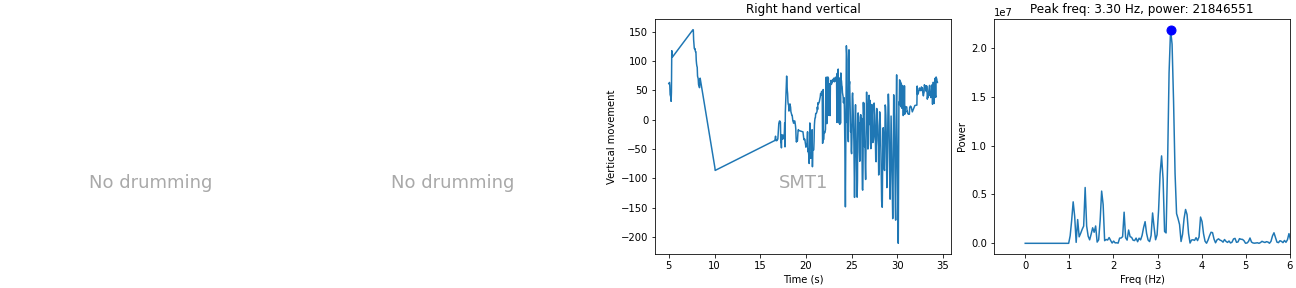 No drumming
No drumming
Right hand vertical
Vertical movement
150
100
50
0
−50
−100
−150
−200
SMT1
5
10
15
20
25
30
35
Time (s)
Peak freq: 3.30 Hz, power: 21846551
1e7
Power
2.0
1.5
1.0
0.5
0.0
0
1
2
3
4
5
6
Freq (Hz)